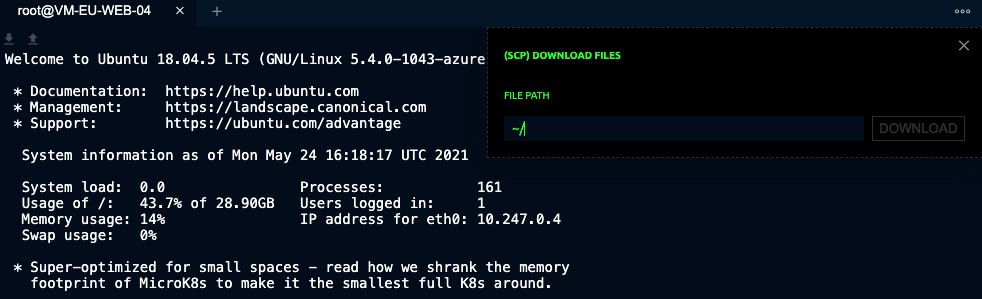 root@VM-EU-WEB-04 × +
Welcome to Ubuntu 18.04.5 LTS (GNU/Linux 5.4.0-1043-azure
(SCP) DOWNLOAD FILES
FILE PATH
~/
DOWNLOAD
* Documentation:  https://help.ubuntu.com
* Management:     https://landscape.canonical.com
* Support:        https://ubuntu.com/advantage
System information as of Mon May 24 16:18:17 UTC 2021
System load:  0.0               Processes:           161
Usage of /:   43.7% of 28.90GB  Users logged in:     1
Memory usage: 14%               IP address for eth0: 10.247.0.4
Swap usage:   0%
* Super-optimized for small spaces - read how we shrank the memory
footprint of MicroK8s to make it the smallest full K8s around.